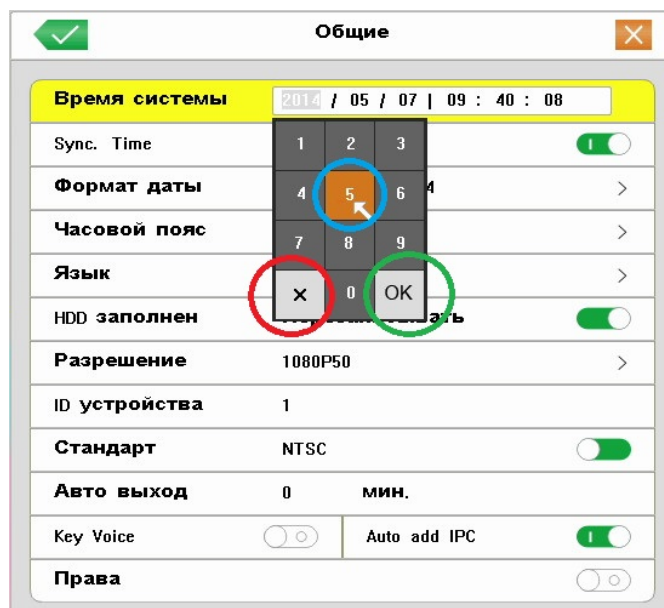 Общие
Время системы 2014 / 05 / 07 | 09 : 40 : 08
Sync. Time
1 2 3
Формат даты
4 5 6
Часовой пояс
7 8 9
Язык
× 0 OK
HDD заполнен
Разрешение 1080P50
ID устройства 1
Стандарт NTSC
Авто выход 0 мин.
Key Voice Auto add IPC
Права